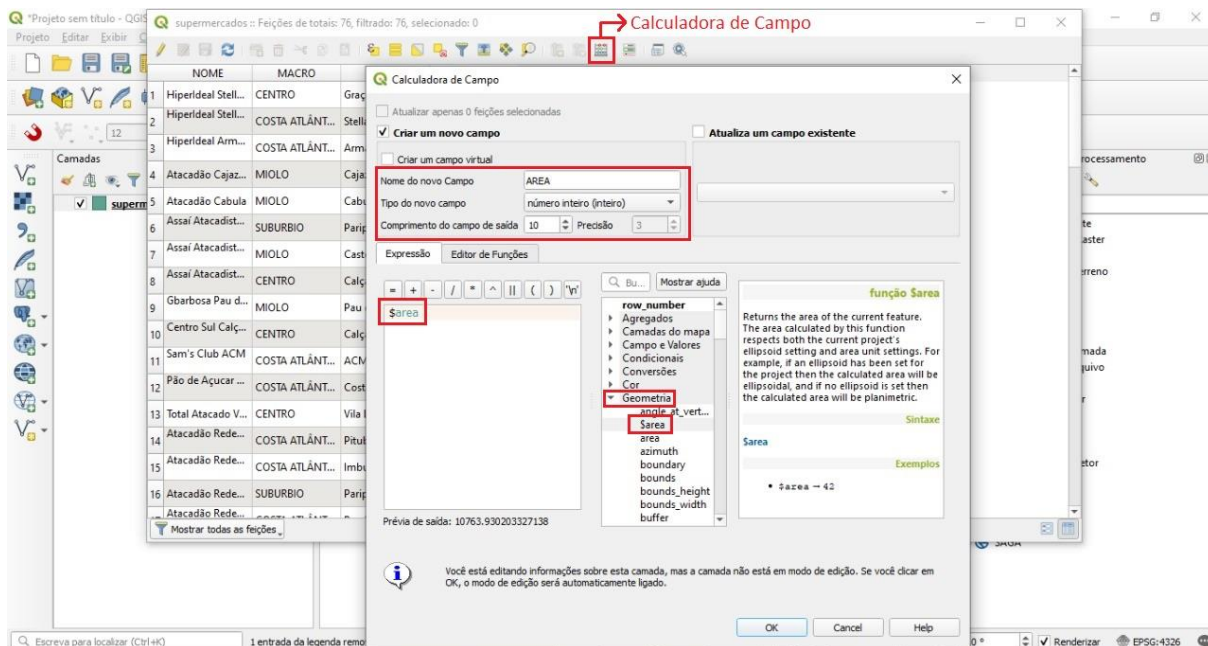 *Projeto sem título - QGIS
Projeto Editar Exibir
supermercados :: Feições de totais: 76, filtrado: 76, selecionado: 0
Calculadora de Campo
12
Camadas
NOME MACRO
1 HiperIdeal Stell... CENTRO
2 HiperIdeal Stell... COSTA ATLÂNT...
3 HiperIdeal Arm... COSTA ATLÂNT...
4 Atacadão Cajaz... MIOLO
5 Atacadão Cabula MIOLO
6 Assaí Atacadist... SUBURBIO
7 Assaí Atacadist... MIOLO
8 Assaí Atacadist... CENTRO
9 Gbarbosa Pau d... MIOLO Pau
10 Centro Sul Calç... CENTRO
11 Sam's Club ACM COSTA ATLÂNT... ACM
12 Pão de Açucar ... COSTA ATLÂNT...
13 Total Atacado V... CENTRO Vila
14 Atacadão Rede... COSTA ATLÂNT...
15 Atacadão Rede... COSTA ATLÂNT...
16 Atacadão Rede... SUBURBIO
Atacadão Rede...
Mostrar todas as feições
Calculadora de Campo
Atualizar apenas 0 feições selecionadas
Criar um novo campo
Atualiza um campo existente
Criar um campo virtual
Nome do novo Campo AREA
Tipo do novo campo número inteiro (inteiro)
Comprimento do campo de saída 10 Precisão 3
Expressão Editor de Funções
= + - / * ^ || ( ) '\n'
$area
Prévia de saída: 10763.930203327138
Bu... Mostrar ajuda
row_number
Agregados
Camadas do mapa
Campo e Valores
Condicionais
Conversões
Cor
Geometria
angle_at_vert...
$area
area
azimuth
boundary
bounds
bounds_height
bounds_width
buffer
função $area
Returns the area of the current feature.
The area calculated by this function
respects both the current project's
ellipsoid setting and area unit settings. For
example, if an ellipsoid has been set for
the project then the calculated area will be
ellipsoidal, and if no ellipsoid is set then
the calculated area will be planimetric.
Sintaxe
$area
Exemplos
• $area → 42
Você está editando informações sobre esta camada, mas a camada não está em modo de edição. Se você clicar em
OK, o modo de edição será automaticamente ligado.
OK Cancel Help
SAGA
Escreva para localizar (Ctrl+K)
1 entrada da legenda remo
Renderizar EPSG:4326